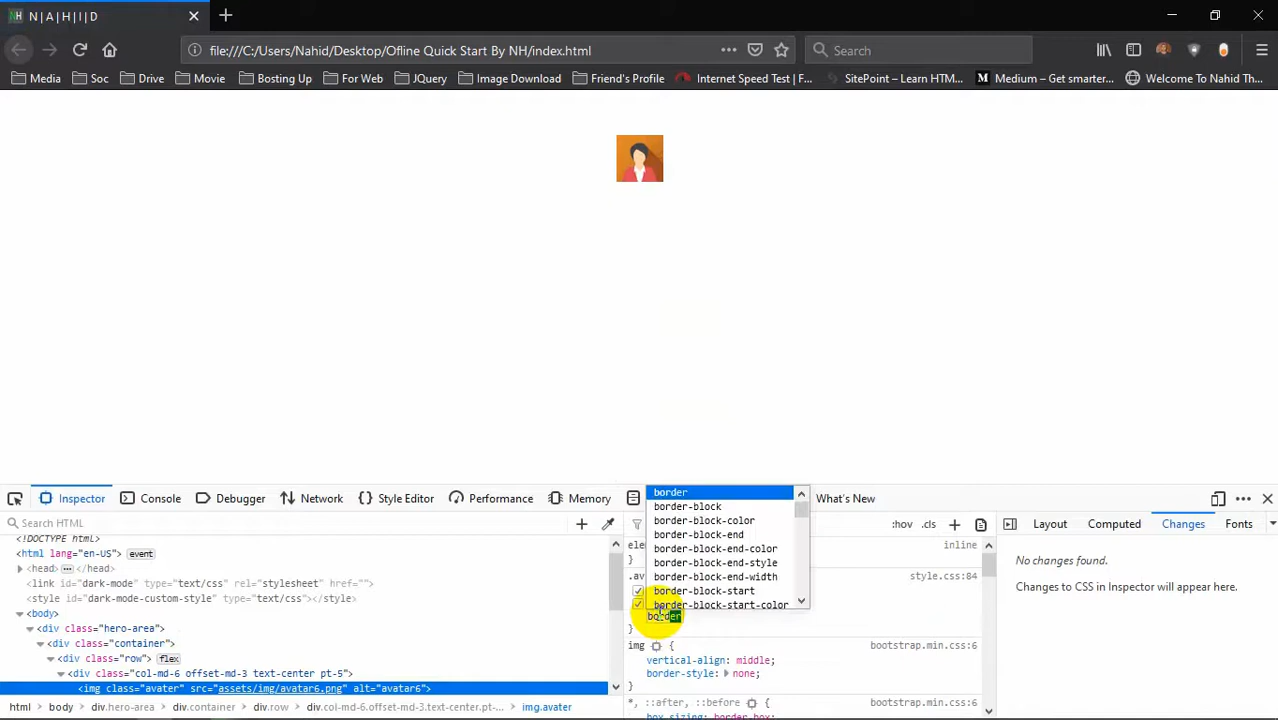 NH N | A | H | I | D
file:///C:/Users/Nahid/Desktop/Ofline Quick Start By NH/index.html
Search
Media Soc Drive Movie Bosting Up For Web JQuery Image Download Friend's Profile Internet Speed Test | F... SitePoint – Learn HTM... Medium – Get smarter... Welcome To Nahid Th...
Inspector Console Debugger Network Style Editor Performance Memory What's New
Search HTML
<!DOCTYPE html>
<html lang="en-US"> event
<head> ... </head>
<link id="dark-mode" type="text/css" rel="stylesheet" href="">
<style id="dark-mode-custom-style" type="text/css"></style>
<body>
<div class="hero-area">
<div class="container">
<div class="row"> flex
<div class="col-md-6 offset-md-3 text-center pt-5">
<img class="avater" src="assets/img/avatar6.png" alt="avatar6">
html body div.hero-area div.container div.row div.col-md-6.offset-md-3.text-center.pt-... img.avater
border
border-block
border-block-color
border-block-end
border-block-end-color
border-block-end-style
border-block-end-width
border-block-start
border-block-start-color
:hov .cls
ele inline
}
.av style.css:84
border
}
img { bootstrap.min.css:6
vertical-align: middle;
border-style: none;
}
*, ::after, ::before { bootstrap.min.css:6
box-sizing: border-box;
Layout Computed Changes Fonts
No changes found.
Changes to CSS in Inspector will appear here.